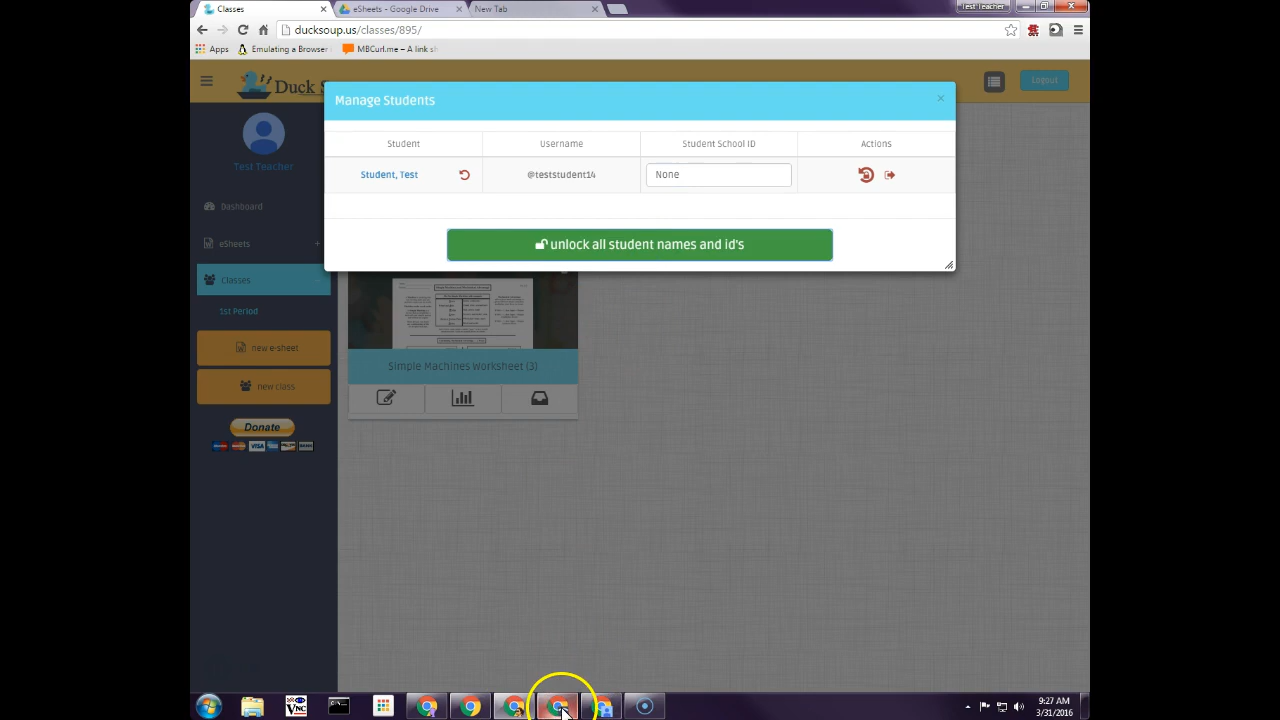 Classes
eSheets - Google Drive
New Tab
Test Teacher
ducksoup.us/classes/895/
Apps
Emulating a Browser
MBCurl.me – A link sh
Duck S
Logout
Manage Students
Student
Username
Student School ID
Actions
Student, Test
@teststudent14
None
unlock all student names and id's
Test Teacher
Dashboard
eSheets
Classes
1st Period
new e-sheet
new class
Donate
VISA
Simple Machines Worksheet (3)
VNC
9:27 AM
3/31/2016